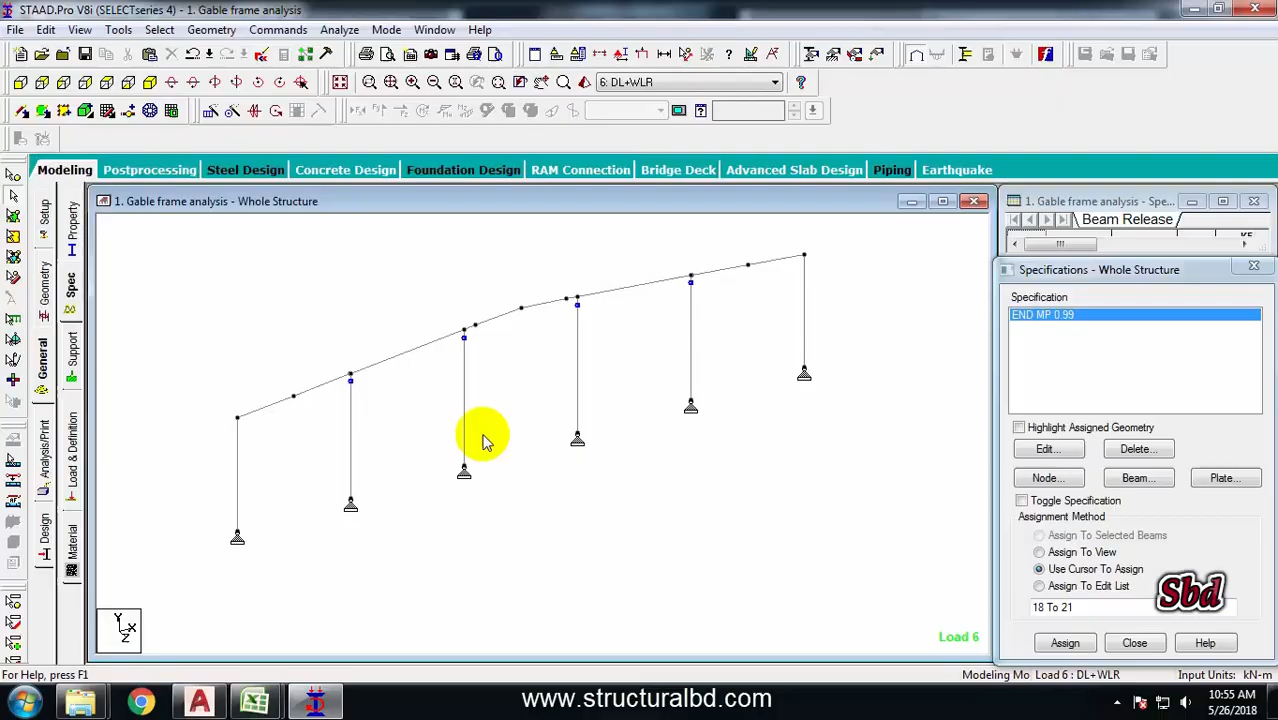 STAAD.Pro V8i (SELECTseries 4) - 1. Gable frame analysis
File Edit View Tools Select Geometry Commands Analyze Mode Window Help
6: DL+WLR
Modeling Postprocessing Steel Design Concrete Design Foundation Design RAM Connection Bridge Deck Advanced Slab Design Piping Earthquake
1. Gable frame analysis - Whole Structure
1. Gable frame analysis - Spe
Beam Release
Setup
Geometry
General
Analysis/Print
Design
Property
Spec
Support
Load & Definition
Material
Specifications - Whole Structure
Specification
END MP 0.99
Highlight Assigned Geometry
Edit... Delete...
Node... Beam... Plate...
Toggle Specification
Assignment Method
Assign To Selected Beams
Assign To View
Use Cursor To Assign
Assign To Edit List
18 To 21
Sbd
Assign Close Help
Y
X
Z
Load 6
For Help, press F1
Modeling Mo Load 6 : DL+WLR Input Units: kN-m
www.structuralbd.com
10:55 AM
5/26/2018